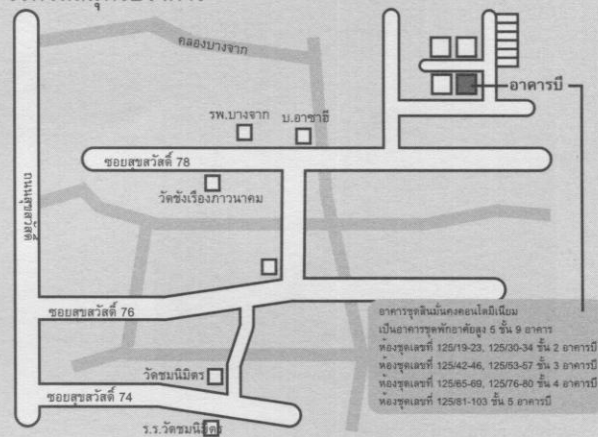 คลองบางจาก
อาคารบี
รพ.บางจาก
บ.อาซาฮี
ซอยสุขสวัสดิ์ 78
ถนนสุขสวัสดิ์
วัดชังเรืองภาวนาคม
ซอยสุขสวัสดิ์ 76
อาคารชุดสินมั่นคงคอนโดมิเนียม
เป็นอาคารชุดพักอาศัยสูง 5 ชั้น 9 อาคาร
ห้องชุดเลขที่ 125/19-23, 125/30-34 ชั้น 2 อาคารบี
ห้องชุดเลขที่ 125/42-46, 125/53-57 ชั้น 3 อาคารบี
ห้องชุดเลขที่ 125/65-69, 125/76-80 ชั้น 4 อาคารบี
ห้องชุดเลขที่ 125/81-103 ชั้น 5 อาคารบี
วัดชมนิมิตร
ซอยสุขสวัสดิ์ 74
ร.ร.วัดชมนิมิตร